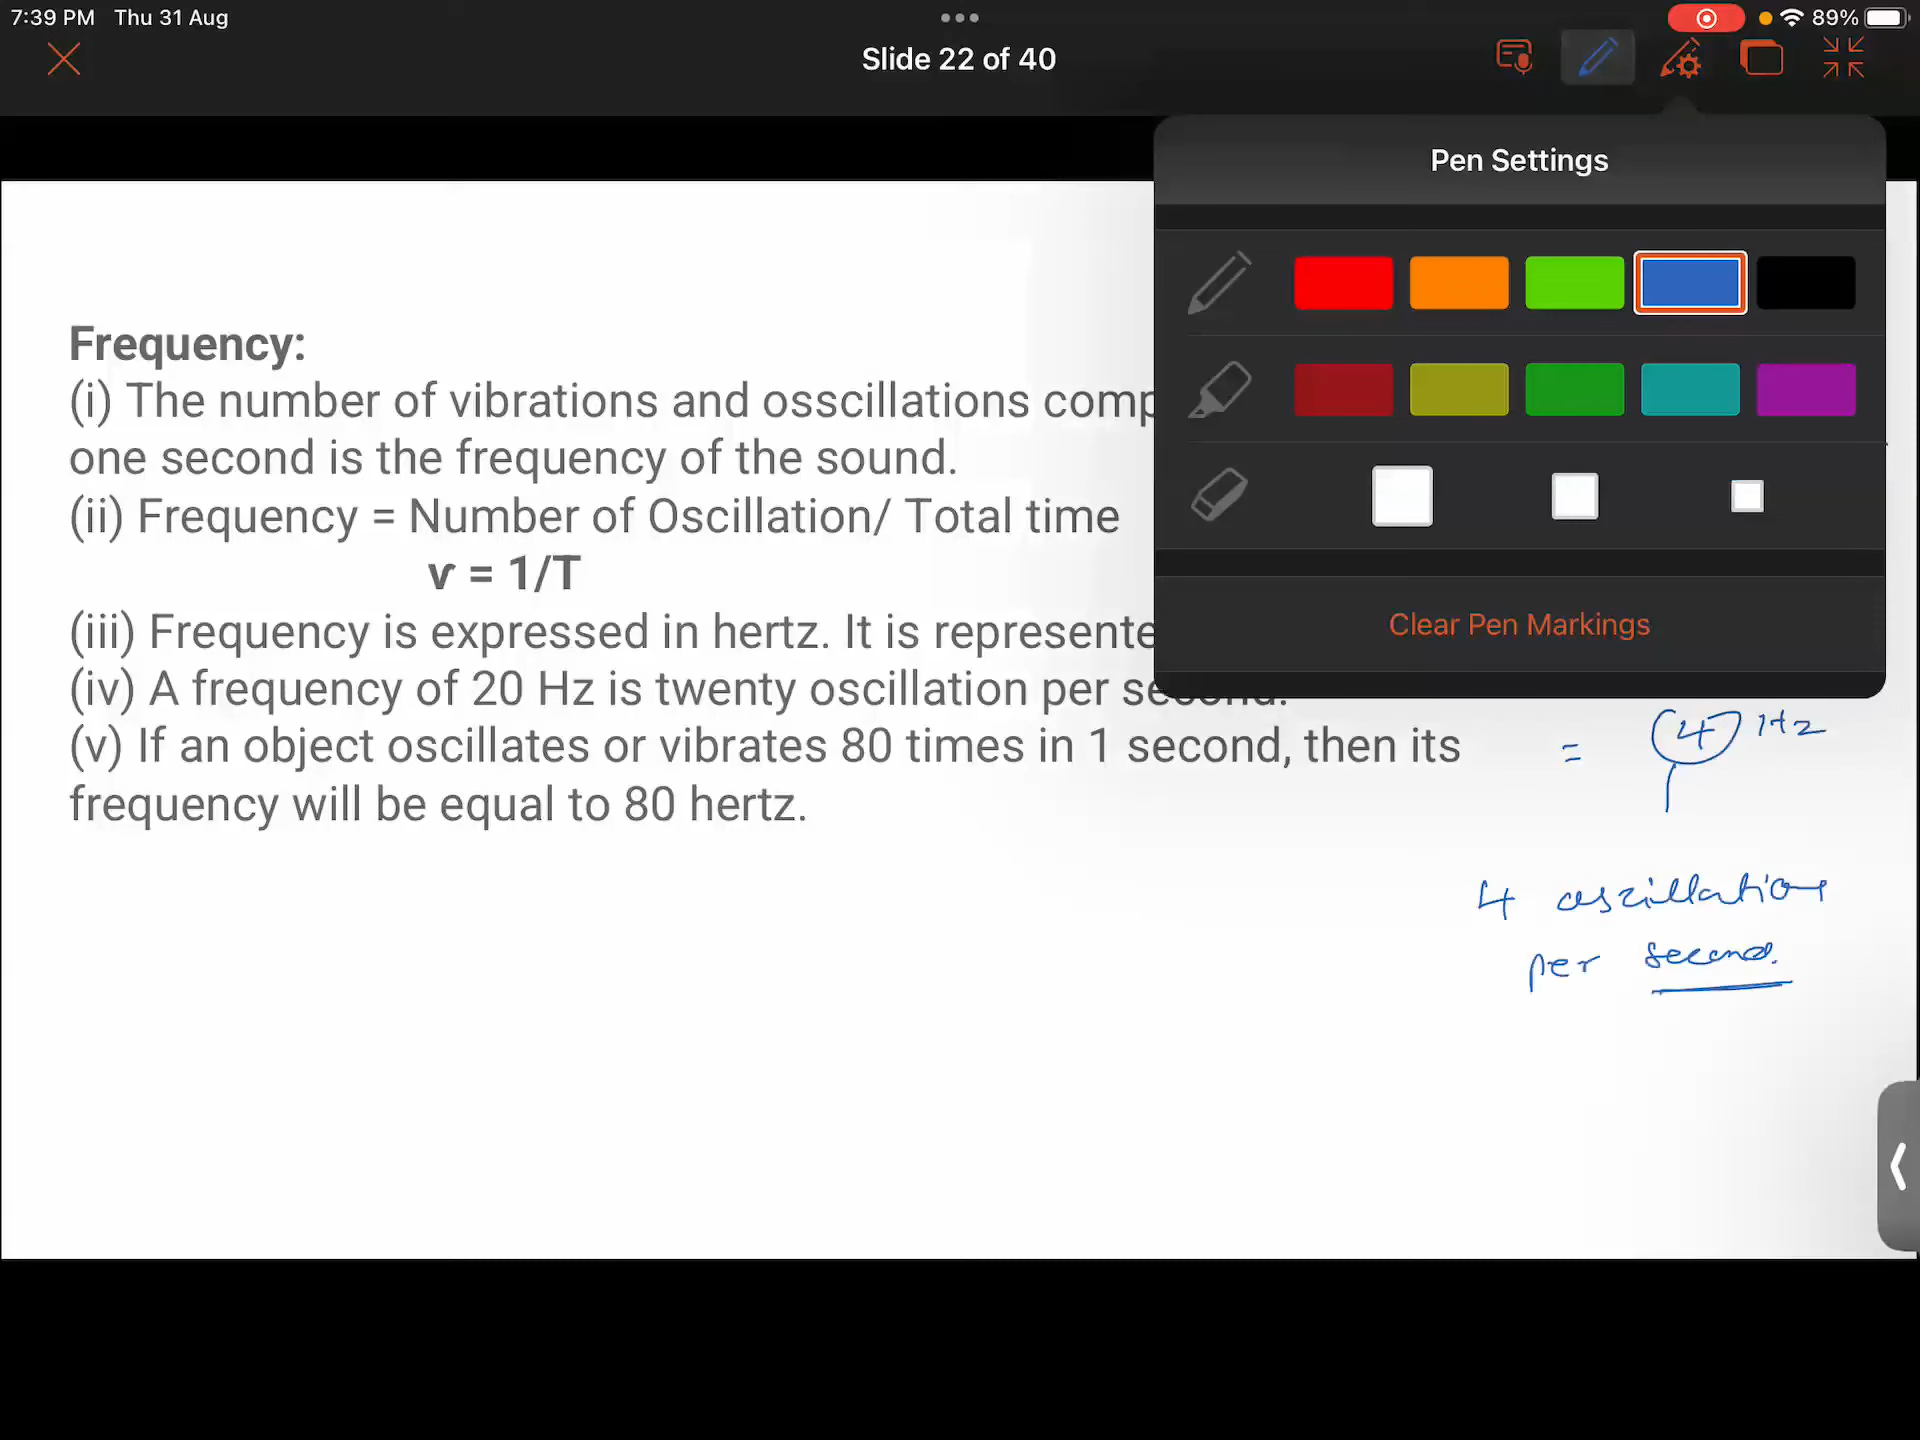 7:39 PM Thu 31 Aug
89%
Slide 22 of 40
Pen Settings
Clear Pen Markings
Frequency:
(i) The number of vibrations and osscillations comp
one second is the frequency of the sound.
(ii) Frequency = Number of Oscillation/ Total time
ν = 1/T
(iii) Frequency is expressed in hertz. It is represente
(iv) A frequency of 20 Hz is twenty oscillation per second.
(v) If an object oscillates or vibrates 80 times in 1 second, then its
frequency will be equal to 80 hertz.
= 4 Hz
4 oscillation
per second.